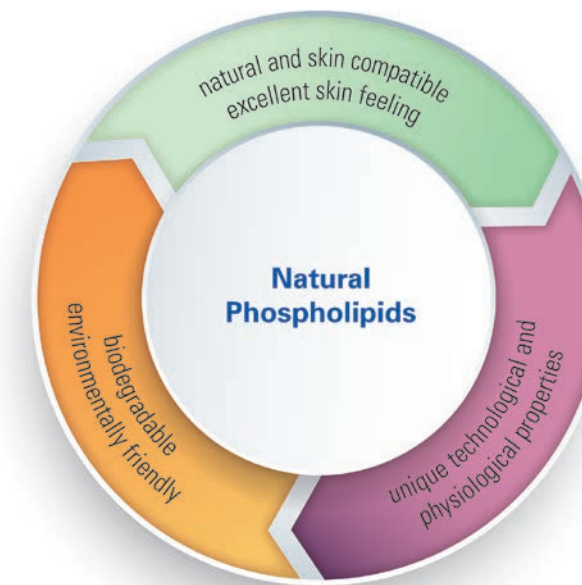 natural and skin compatible
excellent skin feeling
Natural
Phospholipids
unique technological and
physiological properties
biodegradable
environmentally friendly